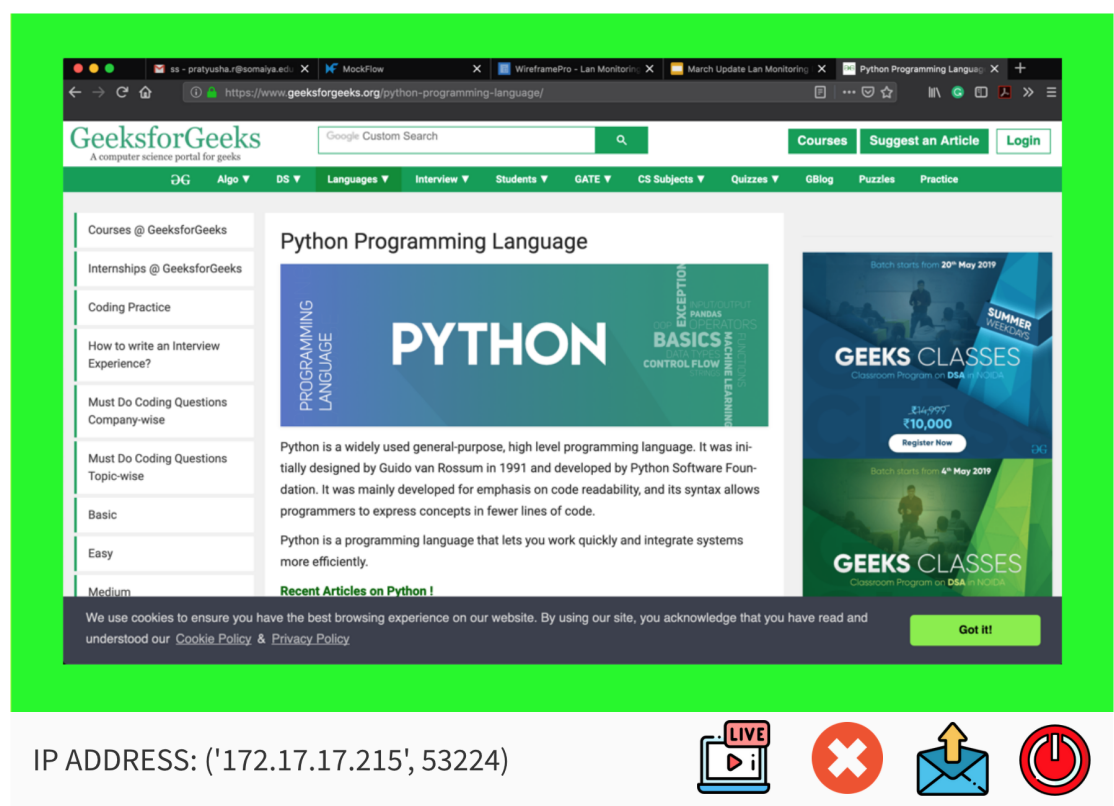 ss - pratyusha.r@somaiya.edu
MockFlow
WireframePro - Lan Monitoring
March Update Lan Monitoring
Python Programming Languag
https://www.geeksforgeeks.org/python-programming-language/
GeeksforGeeks
A computer science portal for geeks
Google Custom Search
Courses
Suggest an Article
Login
GG
Algo ▼
DS ▼
Languages ▼
Interview ▼
Students ▼
GATE ▼
CS Subjects ▼
Quizzes ▼
GBlog
Puzzles
Practice
Courses @ GeeksforGeeks
Internships @ GeeksforGeeks
Coding Practice
How to write an Interview
Experience?
Must Do Coding Questions
Company-wise
Must Do Coding Questions
Topic-wise
Basic
Easy
Medium
Python Programming Language
PROGRAMMING
LANGUAGE
PYTHON
EXCEPTION
INPUT/OUTPUT
PANDAS
OOP
OPERATORS
BASICS
DATA TYPES
CONTROL FLOW
STRING
MACHINE LEARNING
FUNCTIONS
Python is a widely used general-purpose, high level programming language. It was ini-
tially designed by Guido van Rossum in 1991 and developed by Python Software Foun-
dation. It was mainly developed for emphasis on code readability, and its syntax allows
programmers to express concepts in fewer lines of code.
Python is a programming language that lets you work quickly and integrate systems
more efficiently.
Recent Articles on Python !
Batch starts from 20th May 2019
SUMMER
WEEKDAYS
GEEKS CLASSES
Classroom Program on DSA in NOIDA
₹14,999
₹10,000
Register Now
GG
Batch starts from 4th May 2019
GEEKS CLASSES
Classroom Program on DSA in NOIDA
We use cookies to ensure you have the best browsing experience on our website. By using our site, you acknowledge that you have read and
understood our Cookie Policy & Privacy Policy
Got it!
IP ADDRESS: ('172.17.17.215', 53224)
LIVE